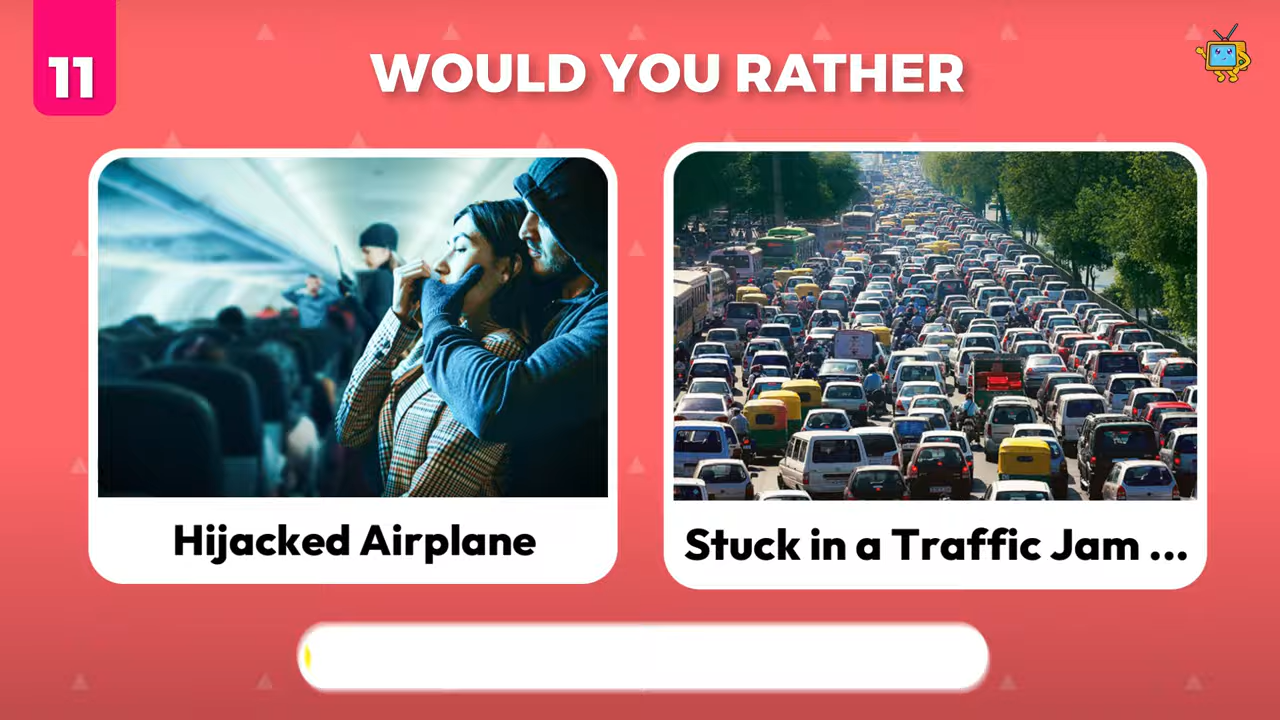 11
WOULD YOU RATHER
Hijacked Airplane
Stuck in a Traffic Jam ...